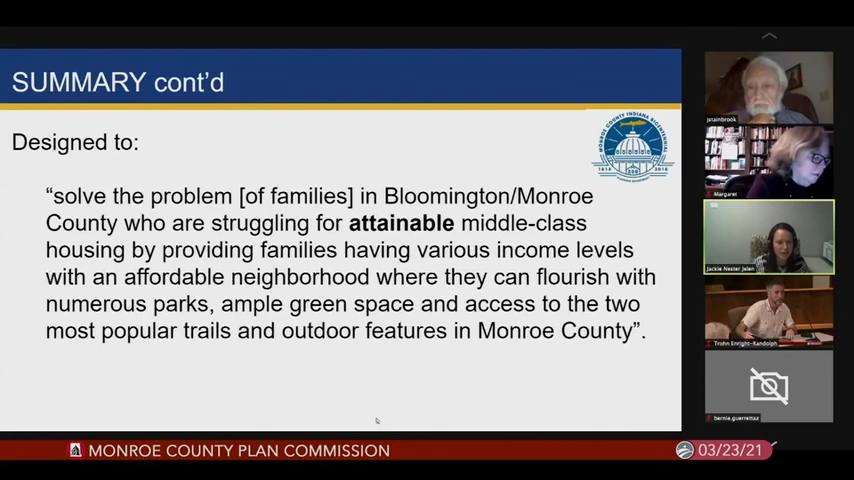 SUMMARY cont'd
Designed to:
"solve the problem [of families] in Bloomington/Monroe
County who are struggling for attainable middle-class
housing by providing families having various income levels
with an affordable neighborhood where they can flourish with
numerous parks, ample green space and access to the two
most popular trails and outdoor features in Monroe County".
MONROE COUNTY INDIANA BICENTENNIAL
1818
200
2018
jstainbrook
Margaret
Jackie Nester Jelen
Trohn Enright-Randolph
bernie.guerrettaz
MONROE COUNTY PLAN COMMISSION
03/23/21